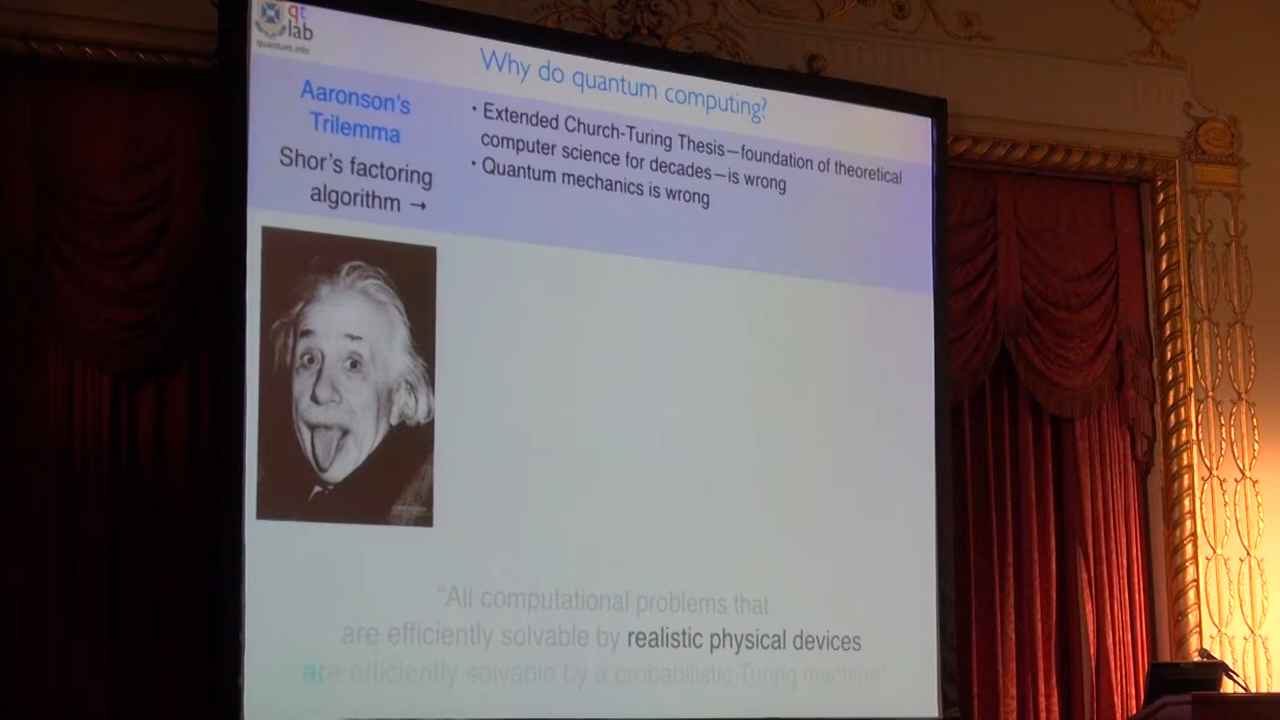 qt
lab
quantum.info
Why do quantum computing?
Aaronson's
Trilemma
Shor's factoring
algorithm →
• Extended Church-Turing Thesis—foundation of theoretical
computer science for decades—is wrong
• Quantum mechanics is wrong
"All computational problems that
are efficiently solvable by realistic physical devices
are efficiently solvable by a probabilistic Turing machine"